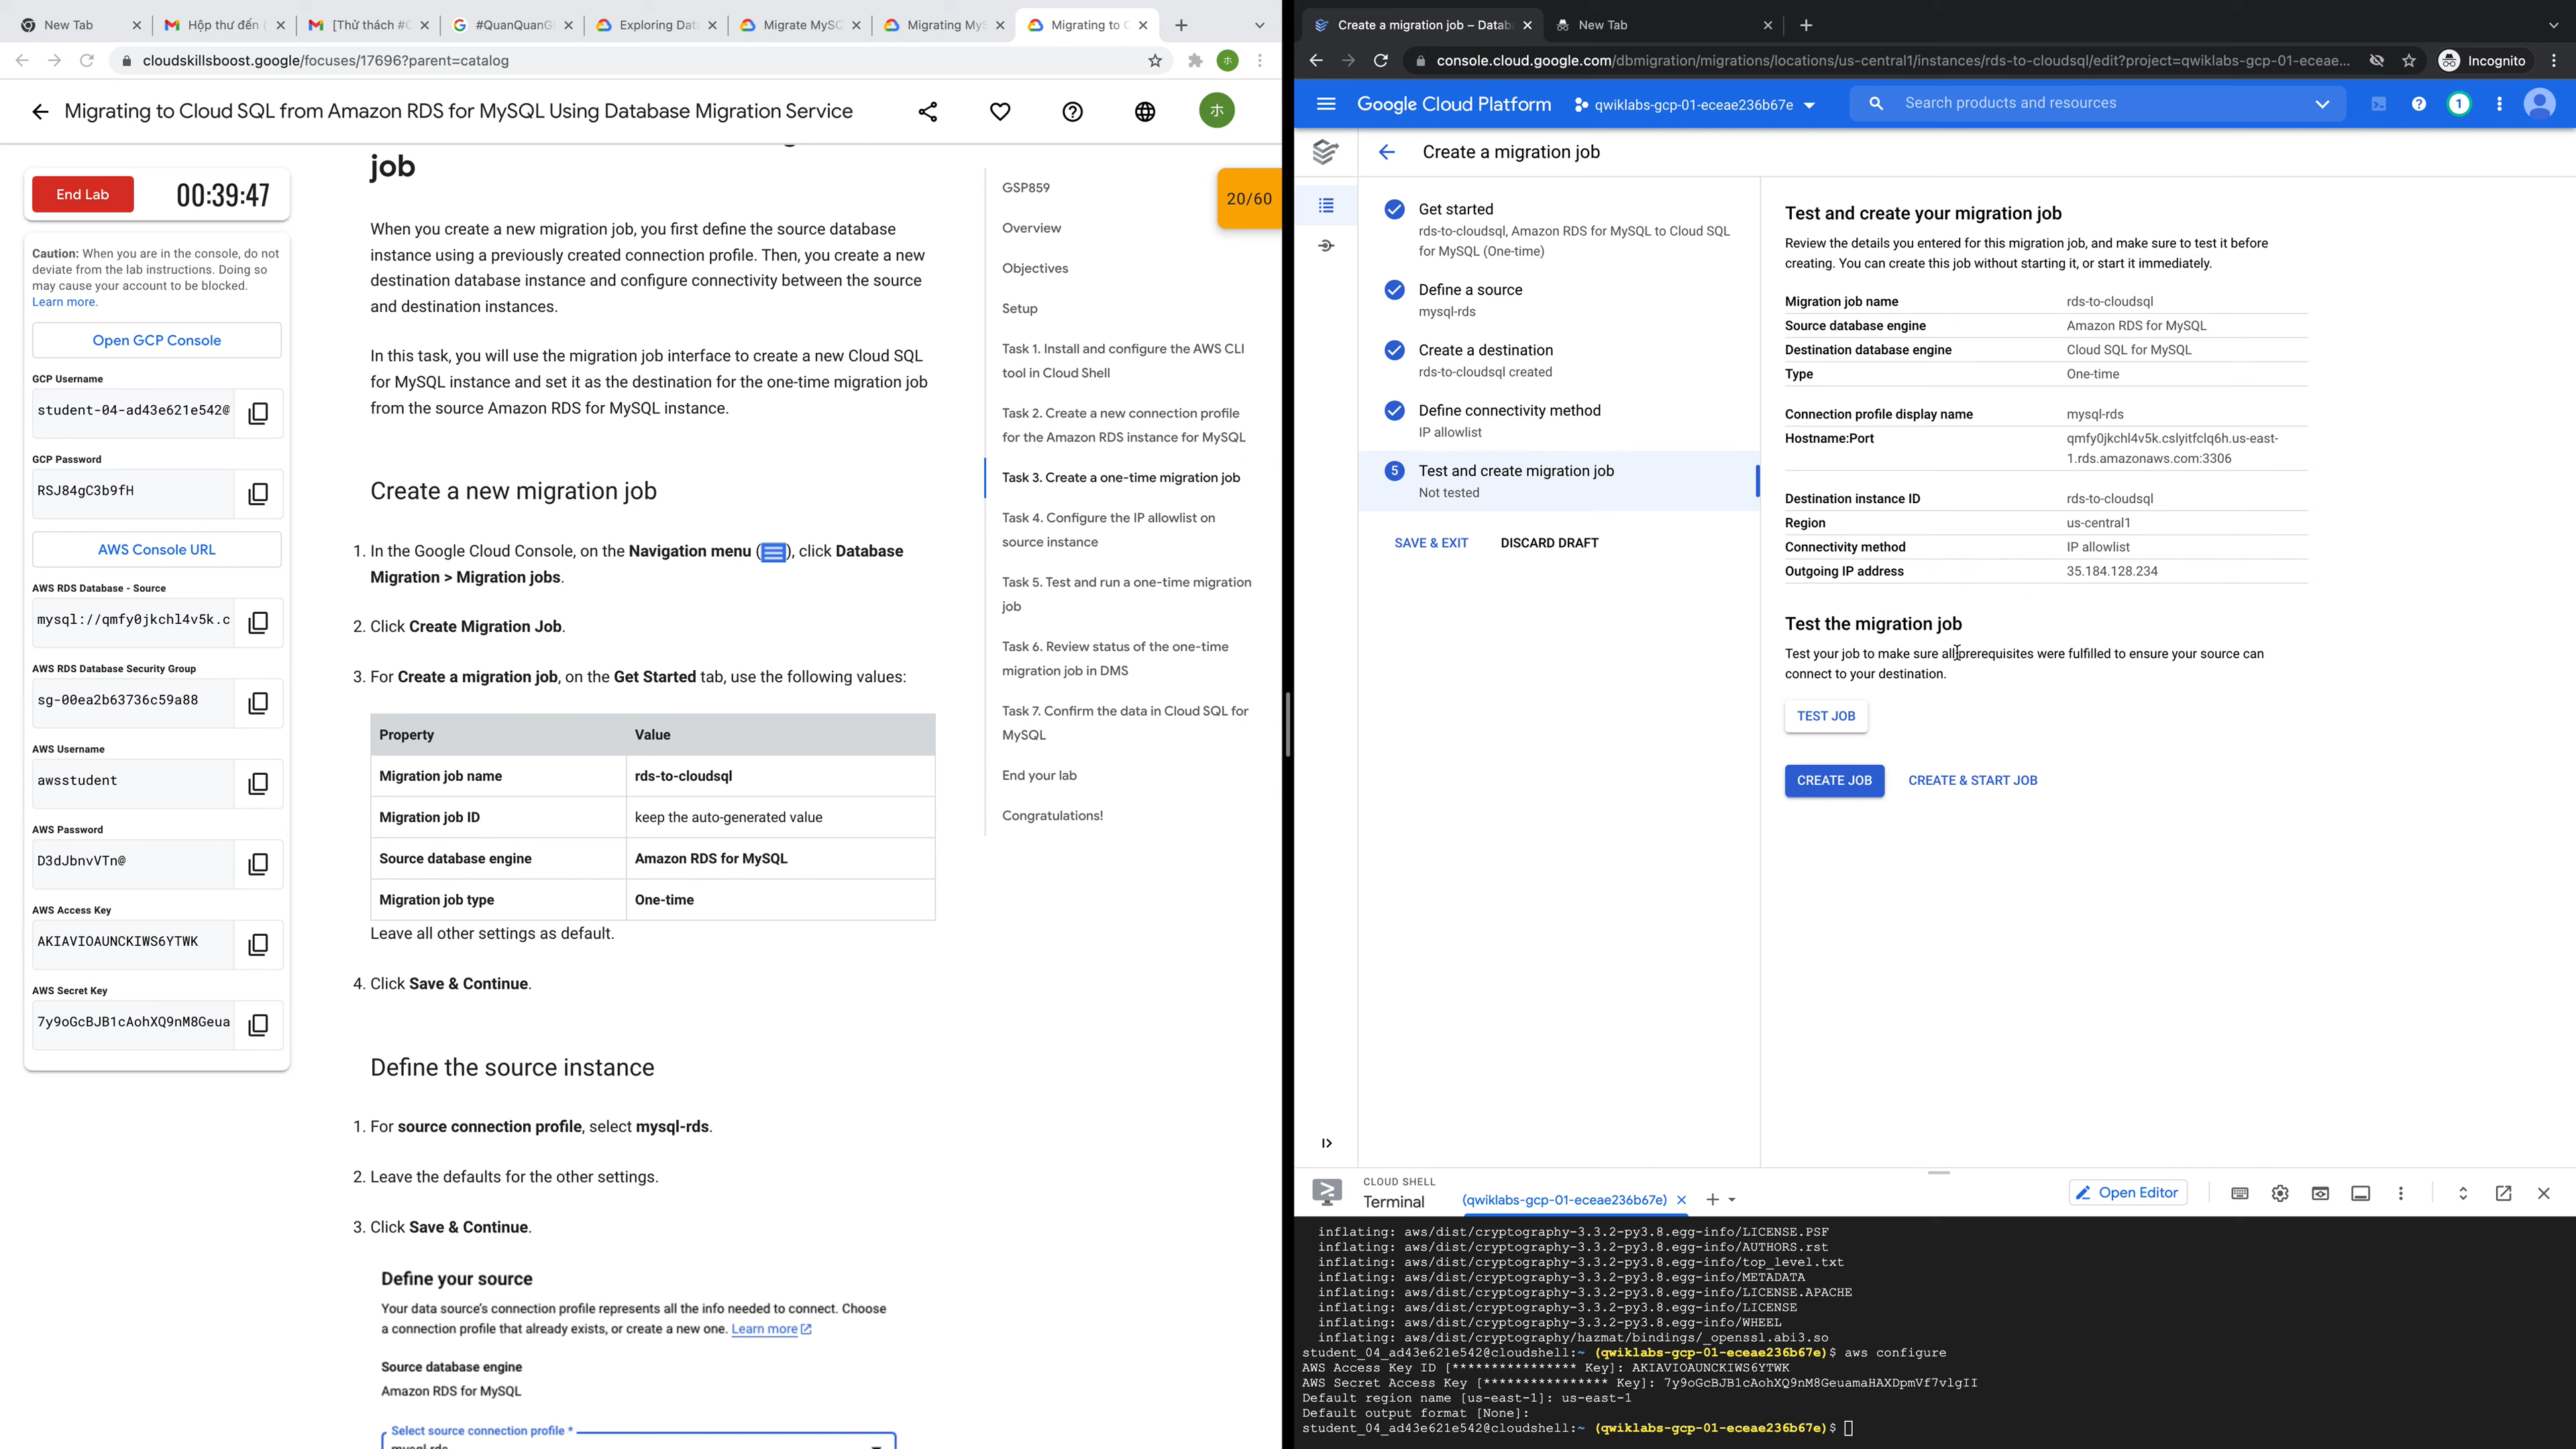 New Tab
Hộp thư đến (
[Thử thách #C
#QuanQuanG
Exploring Dat
Migrate MySQ
Migrating MyS
Migrating to C
cloudskillsboost.google/focuses/17696?parent=catalog
Migrating to Cloud SQL from Amazon RDS for MySQL Using Database Migration Service
ホ
End Lab
00:39:47
Caution: When you are in the console, do not
deviate from the lab instructions. Doing so
may cause your account to be blocked.
Learn more.
Open GCP Console
GCP Username
student-04-ad43e621e542@
GCP Password
RSJ84gC3b9fH
AWS Console URL
AWS RDS Database - Source
mysql://qmfy0jkchl4v5k.c
AWS RDS Database Security Group
sg-00ea2b63736c59a88
AWS Username
awsstudent
AWS Password
D3dJbnvVTn@
AWS Access Key
AKIAVIOAUNCKIWS6YTWK
AWS Secret Key
7y9oGcBJB1cAohXQ9nM8Geua
job
When you create a new migration job, you first define the source database
instance using a previously created connection profile. Then, you create a new
destination database instance and configure connectivity between the source
and destination instances.
In this task, you will use the migration job interface to create a new Cloud SQL
for MySQL instance and set it as the destination for the one-time migration job
from the source Amazon RDS for MySQL instance.
Create a new migration job
1. In the Google Cloud Console, on the Navigation menu (), click Database
Migration > Migration jobs.
2. Click Create Migration Job.
3. For Create a migration job, on the Get Started tab, use the following values:
Property Value
Migration job name rds-to-cloudsql
Migration job ID keep the auto-generated value
Source database engine Amazon RDS for MySQL
Migration job type One-time
Leave all other settings as default.
4. Click Save & Continue.
Define the source instance
1. For source connection profile, select mysql-rds.
2. Leave the defaults for the other settings.
3. Click Save & Continue.
Define your source
Your data source's connection profile represents all the info needed to connect. Choose
a connection profile that already exists, or create a new one. Learn more
Source database engine
Amazon RDS for MySQL
Select source connection profile *
mysql-rds
20/60
GSP859
Overview
Objectives
Setup
Task 1. Install and configure the AWS CLI
tool in Cloud Shell
Task 2. Create a new connection profile
for the Amazon RDS instance for MySQL
Task 3. Create a one-time migration job
Task 4. Configure the IP allowlist on
source instance
Task 5. Test and run a one-time migration
job
Task 6. Review status of the one-time
migration job in DMS
Task 7. Confirm the data in Cloud SQL for
MySQL
End your lab
Congratulations!
Create a migration job – Datab
New Tab
console.cloud.google.com/dbmigration/migrations/locations/us-central1/instances/rds-to-cloudsql/edit?project=qwiklabs-gcp-01-eceae...
Incognito
Google Cloud Platform
qwiklabs-gcp-01-eceae236b67e
Search products and resources
1
Create a migration job
Get started
rds-to-cloudsql, Amazon RDS for MySQL to Cloud SQL
for MySQL (One-time)
Define a source
mysql-rds
Create a destination
rds-to-cloudsql created
Define connectivity method
IP allowlist
5
Test and create migration job
Not tested
SAVE & EXIT DISCARD DRAFT
Test and create your migration job
Review the details you entered for this migration job, and make sure to test it before
creating. You can create this job without starting it, or start it immediately.
Migration job name rds-to-cloudsql
Source database engine Amazon RDS for MySQL
Destination database engine Cloud SQL for MySQL
Type One-time
Connection profile display name mysql-rds
Hostname:Port qmfy0jkchl4v5k.cslyitfclq6h.us-east-
1.rds.amazonaws.com:3306
Destination instance ID rds-to-cloudsql
Region us-central1
Connectivity method IP allowlist
Outgoing IP address 35.184.128.234
Test the migration job
Test your job to make sure all prerequisites were fulfilled to ensure your source can
connect to your destination.
TEST JOB
CREATE JOB CREATE & START JOB
CLOUD SHELL
Terminal
(qwiklabs-gcp-01-eceae236b67e)
Open Editor
inflating: aws/dist/cryptography-3.3.2-py3.8.egg-info/LICENSE.PSF
inflating: aws/dist/cryptography-3.3.2-py3.8.egg-info/AUTHORS.rst
inflating: aws/dist/cryptography-3.3.2-py3.8.egg-info/top_level.txt
inflating: aws/dist/cryptography-3.3.2-py3.8.egg-info/METADATA
inflating: aws/dist/cryptography-3.3.2-py3.8.egg-info/LICENSE.APACHE
inflating: aws/dist/cryptography-3.3.2-py3.8.egg-info/LICENSE
inflating: aws/dist/cryptography-3.3.2-py3.8.egg-info/WHEEL
inflating: aws/dist/cryptography/hazmat/bindings/_openssl.abi3.so
student_04_ad43e621e542@cloudshell:~ (qwiklabs-gcp-01-eceae236b67e)$ aws configure
AWS Access Key ID [**************** Key]: AKIAVIOAUNCKIWS6YTWK
AWS Secret Access Key [**************** Key]: 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
Default region name [us-east-1]: us-east-1
Default output format [None]:
student_04_ad43e621e542@cloudshell:~ (qwiklabs-gcp-01-eceae236b67e)$